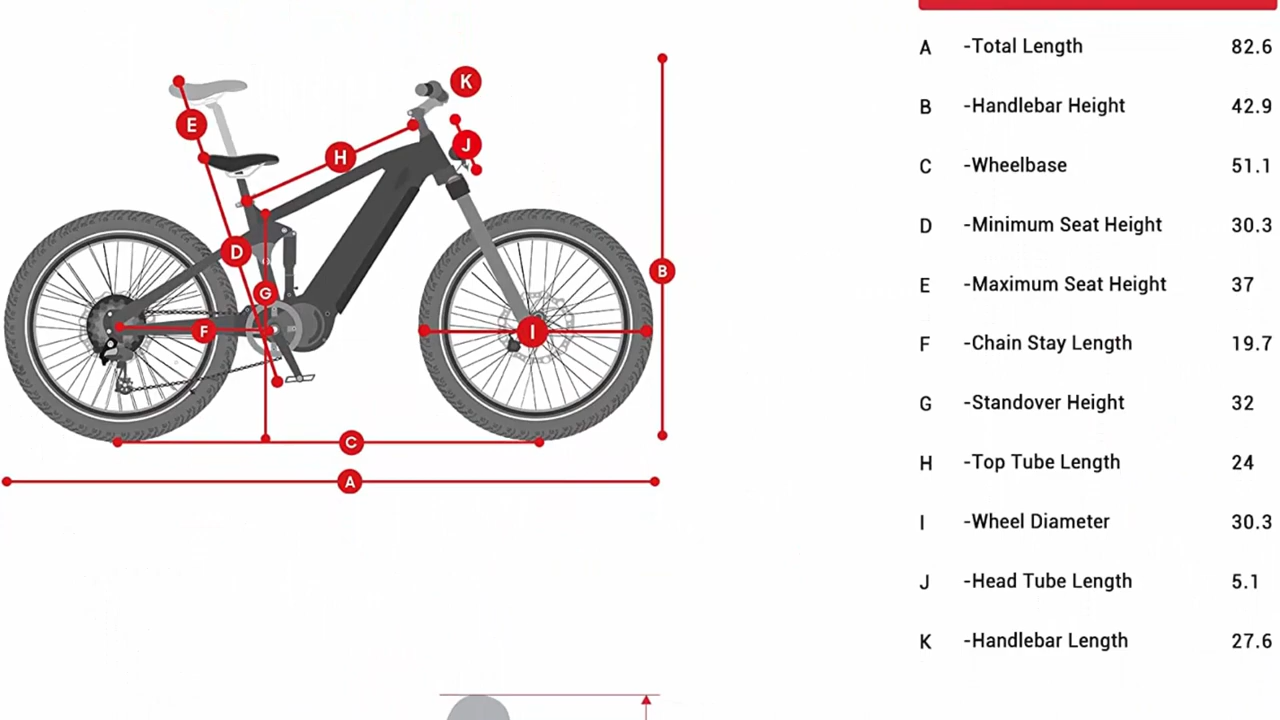 K
E
J
H
D
B
G
F
I
C
A
A -Total Length 82.6
B -Handlebar Height 42.9
C -Wheelbase 51.1
D -Minimum Seat Height 30.3
E -Maximum Seat Height 37
F -Chain Stay Length 19.7
G -Standover Height 32
H -Top Tube Length 24
I -Wheel Diameter 30.3
J -Head Tube Length 5.1
K -Handlebar Length 27.6